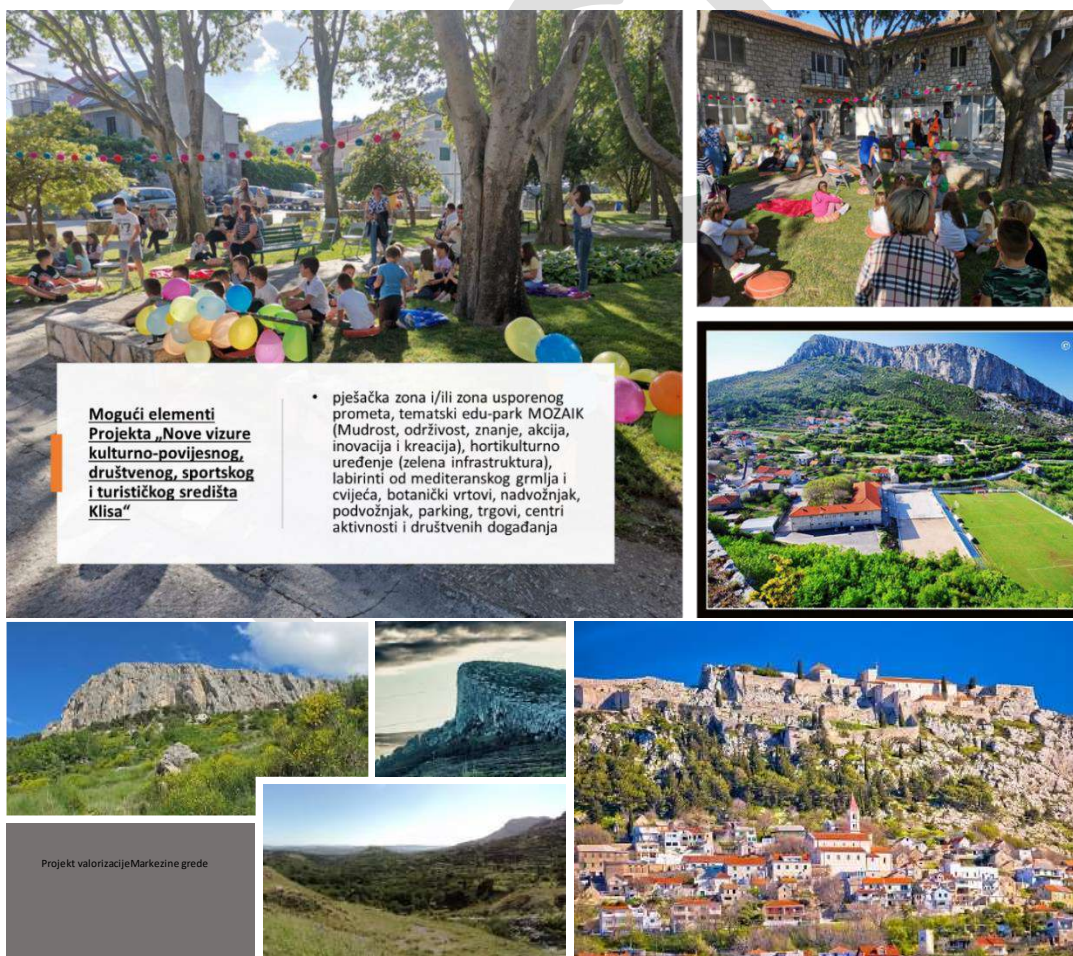 Mogući elementi
Projekta „Nove vizure
kulturno-povijesnog,
društvenog, sportskog
i turističkog središta
Klisa“
• pješačka zona i/ili zona usporenog
prometa, tematski edu-park MOZAIK
(Mudrost, održivost, znanje, akcija,
inovacija i kreacija), hortikulturno
uređenje (zelena infrastruktura),
labirinti od mediteranskog grmlja i
cvijeća, botanički vrtovi, nadvožnjak,
podvožnjak, parking, trgovi, centri
aktivnosti i društvenih događanja
Projekt valorizacijeMarkezine grede